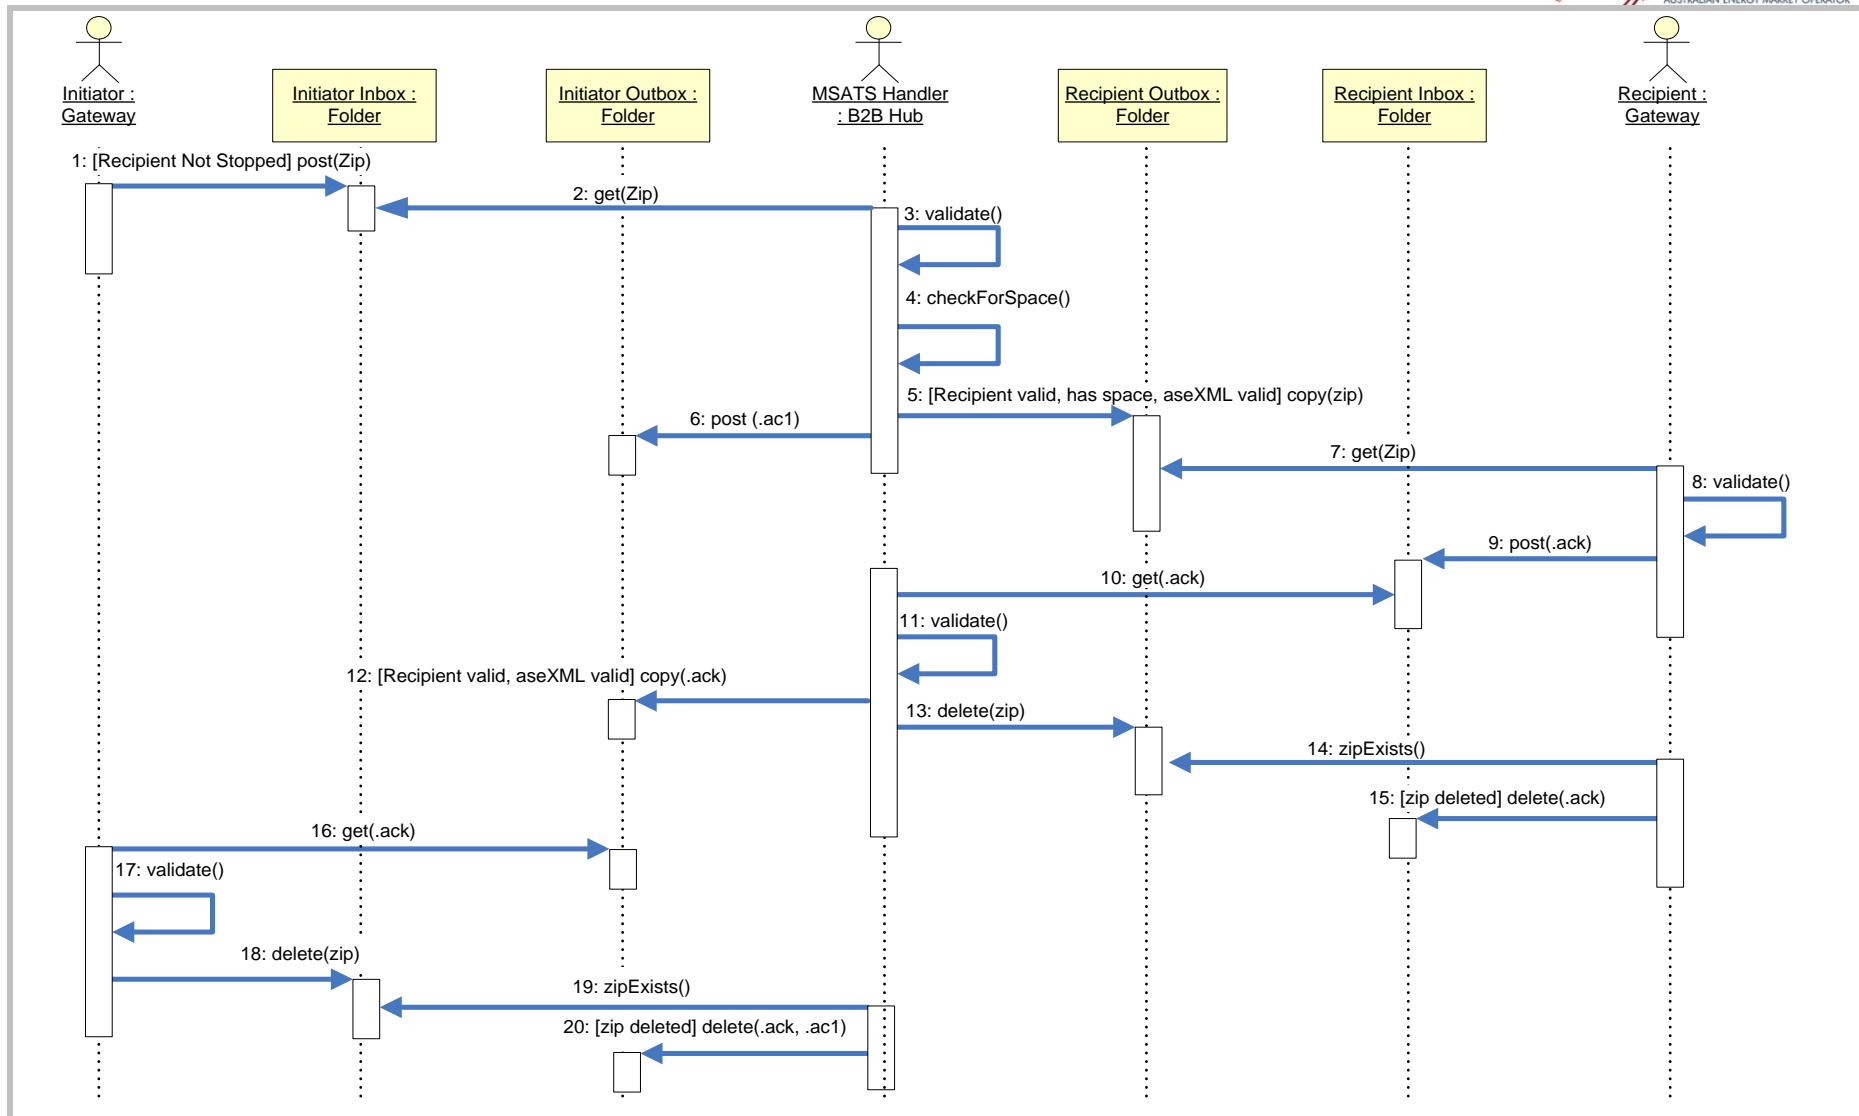 AUSTRALIAN ENERGY MARKET OPERATOR
Initiator :
Gateway
Initiator Inbox :
Folder
Initiator Outbox :
Folder
MSATS Handler
: B2B Hub
Recipient Outbox :
Folder
Recipient Inbox :
Folder
Recipient :
Gateway
1: [Recipient Not Stopped] post(Zip)
2: get(Zip)
3: validate()
4: checkForSpace()
5: [Recipient valid, has space, aseXML valid] copy(zip)
6: post (.ac1)
7: get(Zip)
8: validate()
9: post(.ack)
10: get(.ack)
11: validate()
12: [Recipient valid, aseXML valid] copy(.ack)
13: delete(zip)
14: zipExists()
15: [zip deleted] delete(.ack)
16: get(.ack)
17: validate()
18: delete(zip)
19: zipExists()
20: [zip deleted] delete(.ack, .ac1)